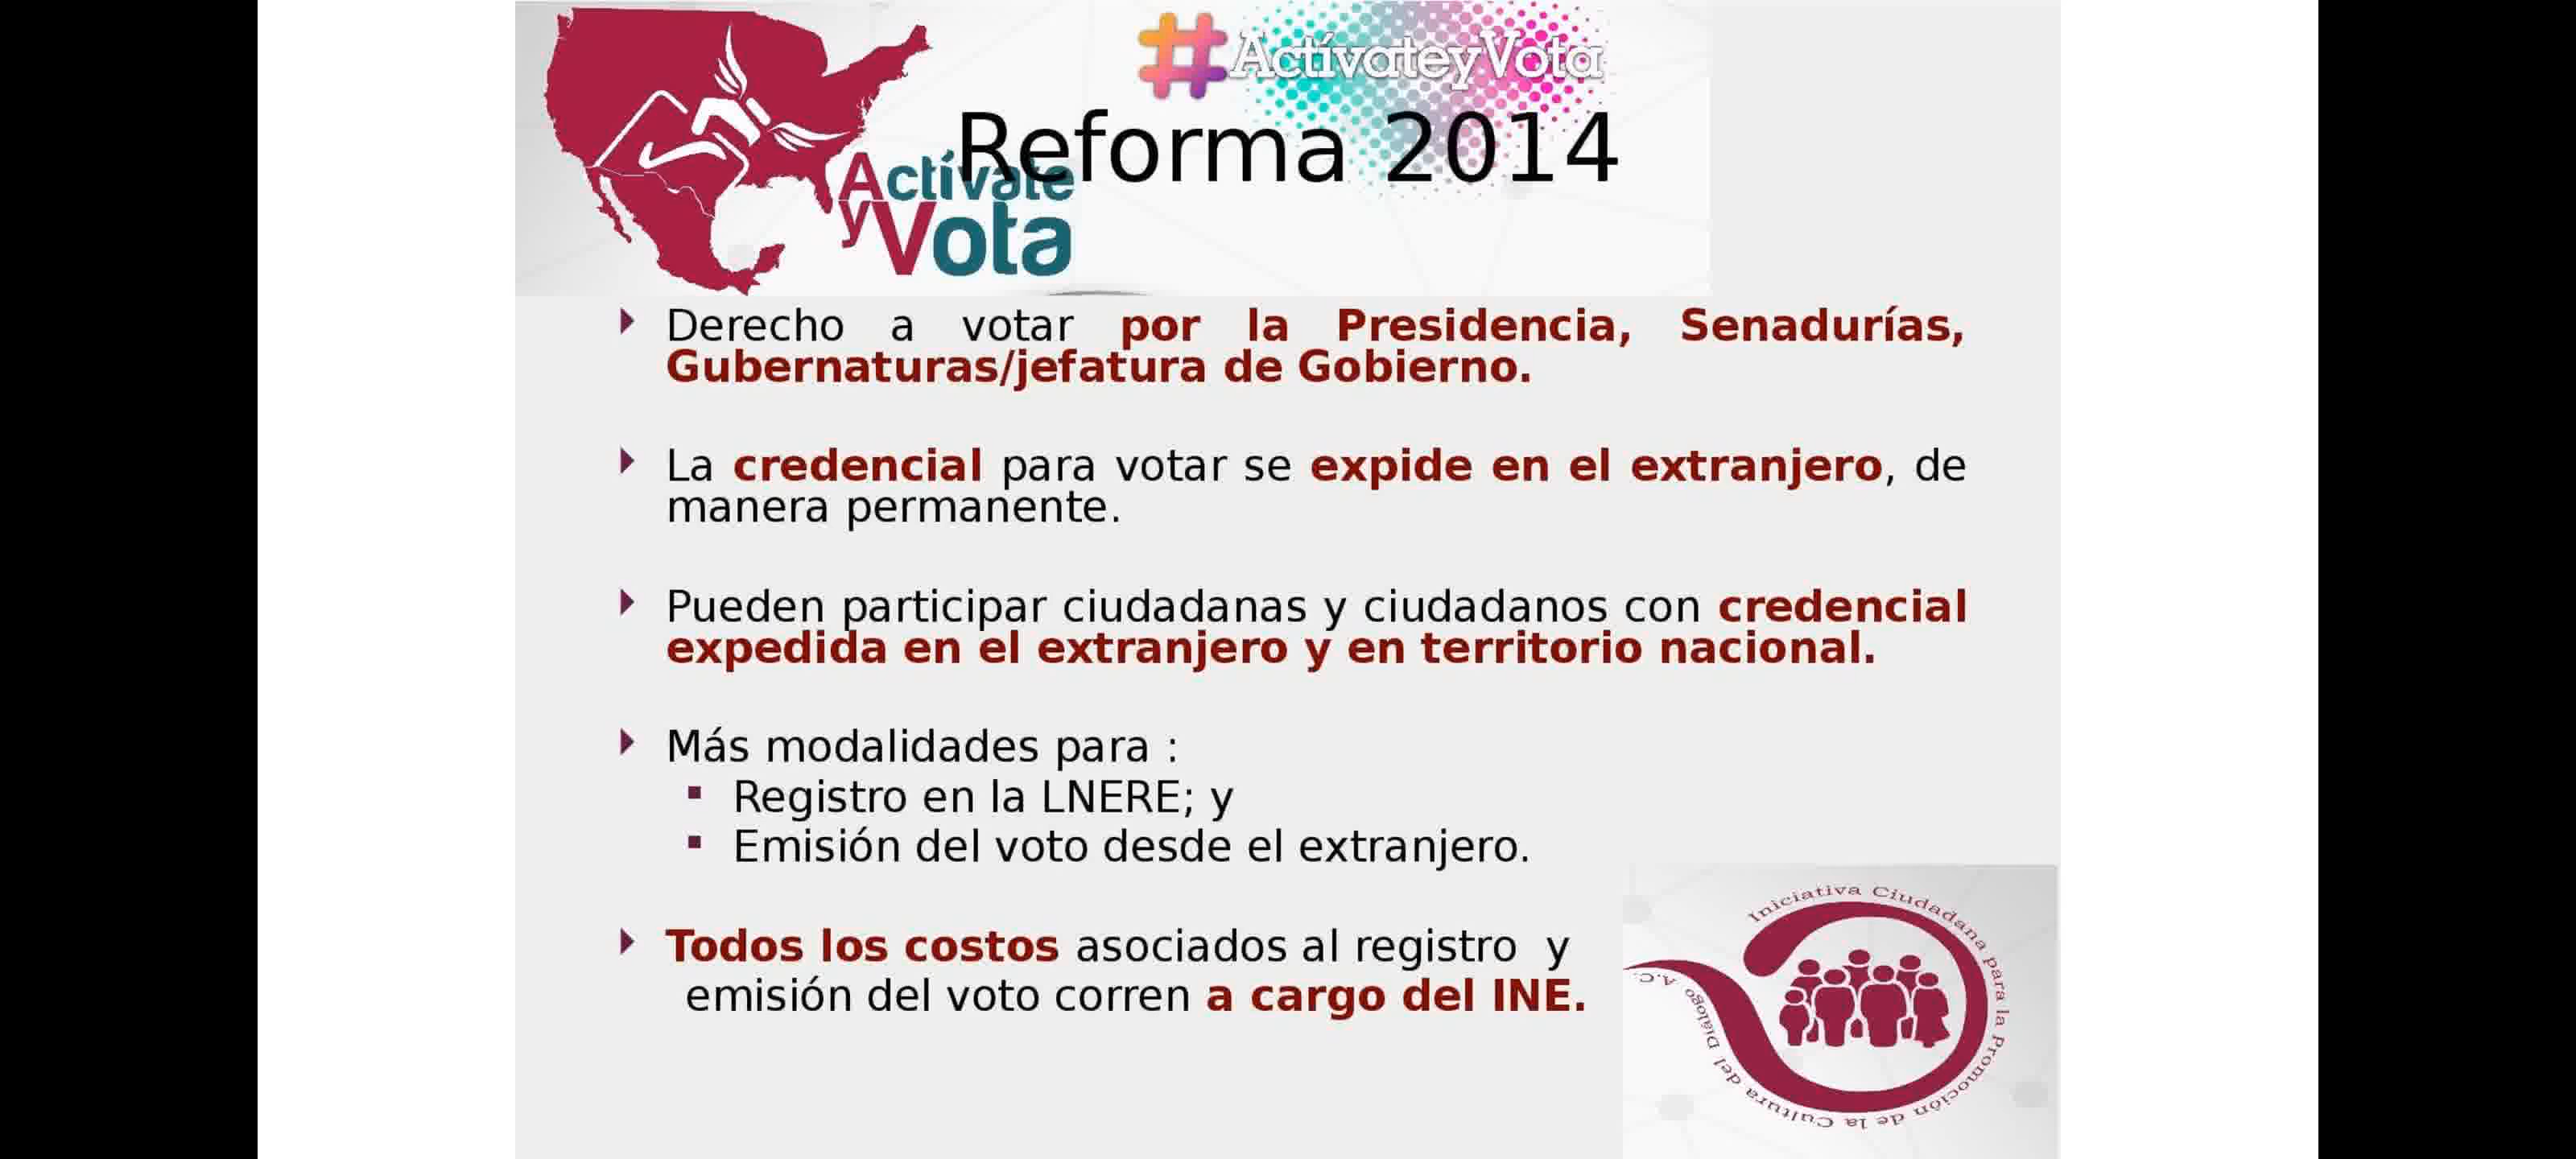 #ActívateyVota
Reforma 2014
Actívate
y Vota
Derecho a votar por la Presidencia, Senadurías,
Gubernaturas/jefatura de Gobierno.
La credencial para votar se expide en el extranjero, de
manera permanente.
Pueden participar ciudadanas y ciudadanos con credencial
expedida en el extranjero y en territorio nacional.
Más modalidades para :
Registro en la LNERE; y
Emisión del voto desde el extranjero.
Todos los costos asociados al registro y
emisión del voto corren a cargo del INE.
Iniciativa Ciudadana para la Promoción de la Cultura del Diálogo A.C.